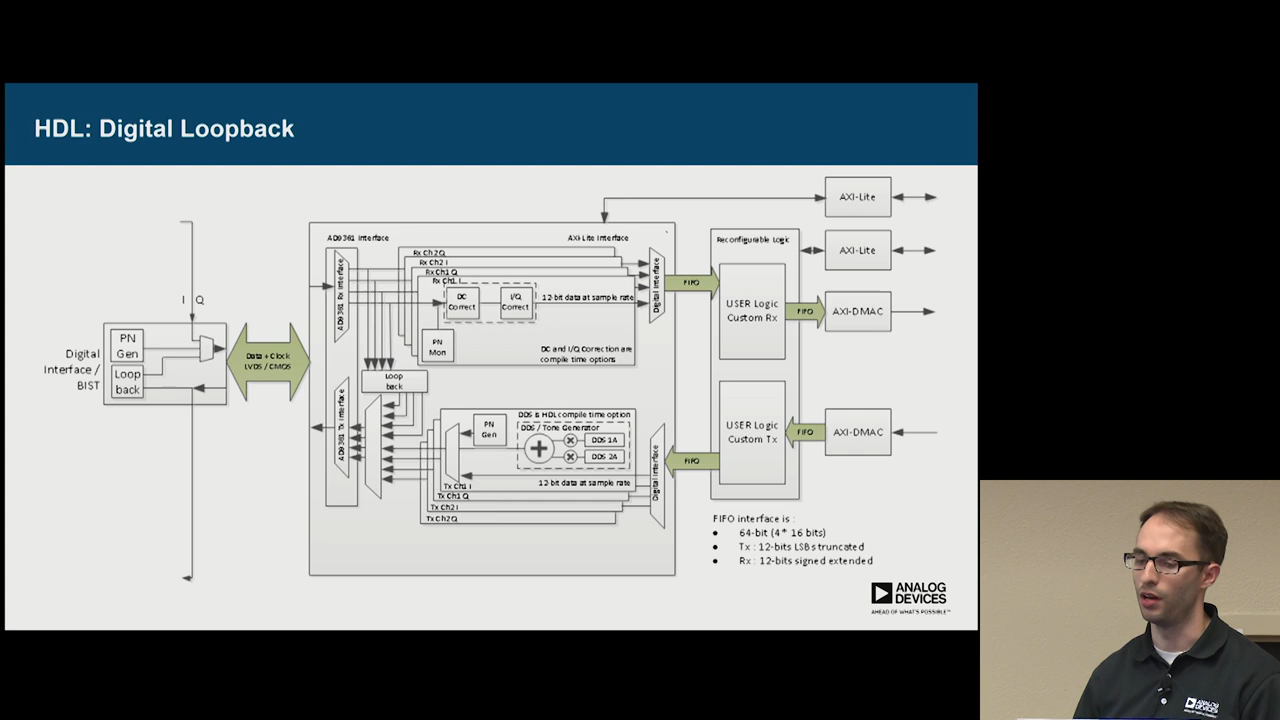 HDL: Digital Loopback
AXI-Lite
AD9361 Interface
AXI-Lite Interface
Reconfigurable Logic
AXI-Lite
Rx Ch2 Q
Rx Ch2 I
Rx Ch1 Q
Rx Ch1 I
AD9361 Rx Interface
DC
Correct
I/Q
Correct
12-bit data at sample rate
Digital Interface
FIFO
USER Logic
Custom Rx
FIFO
AXI-DMAC
I Q
PN
Mon
DC and I/Q Correction are
compile time options
Digital
Interface /
BIST
PN
Gen
Loop
back
Data + Clock
LVDS / CMOS
Loop
back
AD9361 Tx Interface
DDS & HDL compile time option
PN
Gen
DDS / Tone Generator
DDS 1A
DDS 2A
12-bit data at sample rate
Tx Ch1 I
Tx Ch1 Q
Tx Ch2 I
Tx Ch2 Q
Digital Interface
FIFO
USER Logic
Custom Tx
FIFO
AXI-DMAC
FIFO interface is :
• 64-bit (4 * 16 bits)
• Tx : 12-bits LSBs truncated
• Rx : 12-bits signed extended
ANALOG
DEVICES
AHEAD OF WHAT'S POSSIBLE™
ANALOG
DEVICES